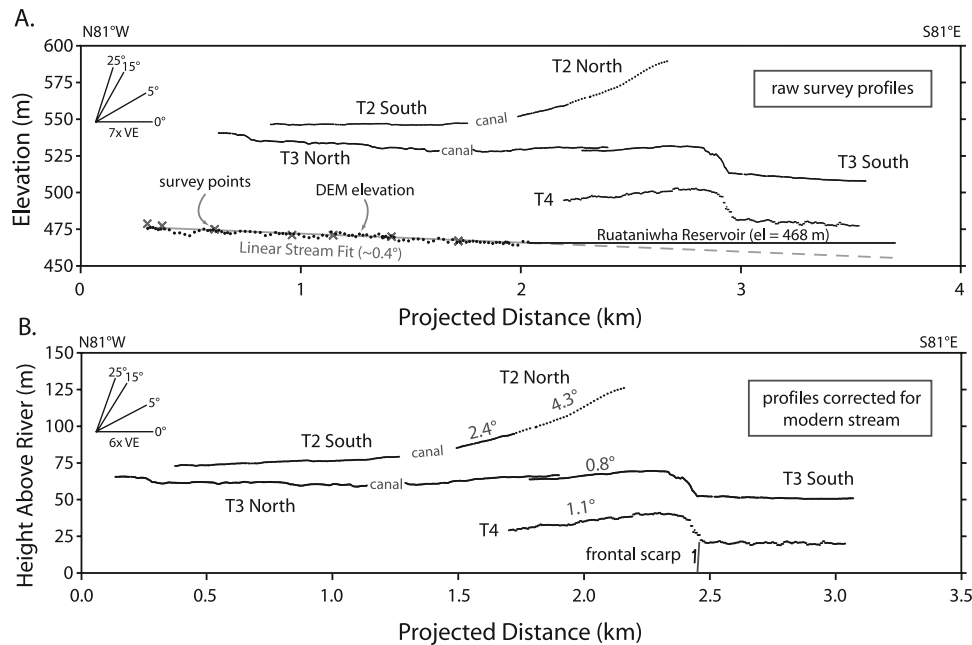 A.
N81°W
S81°E
600
575
550
525
500
475
450
Elevation (m)
25°
15°
5°
0°
7x VE
T2 North
raw survey profiles
T2 South
canal
T3 North
canal
T3 South
survey points
DEM elevation
T4
Linear Stream Fit (~0.4°)
Ruataniwha Reservoir (el = 468 m)
0
1
2
3
4
Projected Distance (km)
B.
N81°W
S81°E
150
125
100
75
50
25
0
Height Above River (m)
25°
15°
5°
0°
6x VE
T2 North
profiles corrected for
modern stream
4.3°
2.4°
T2 South
canal
0.8°
T3 South
T3 North
canal
1.1°
T4
frontal scarp
0.0
0.5
1.0
1.5
2.0
2.5
3.0
3.5
Projected Distance (km)